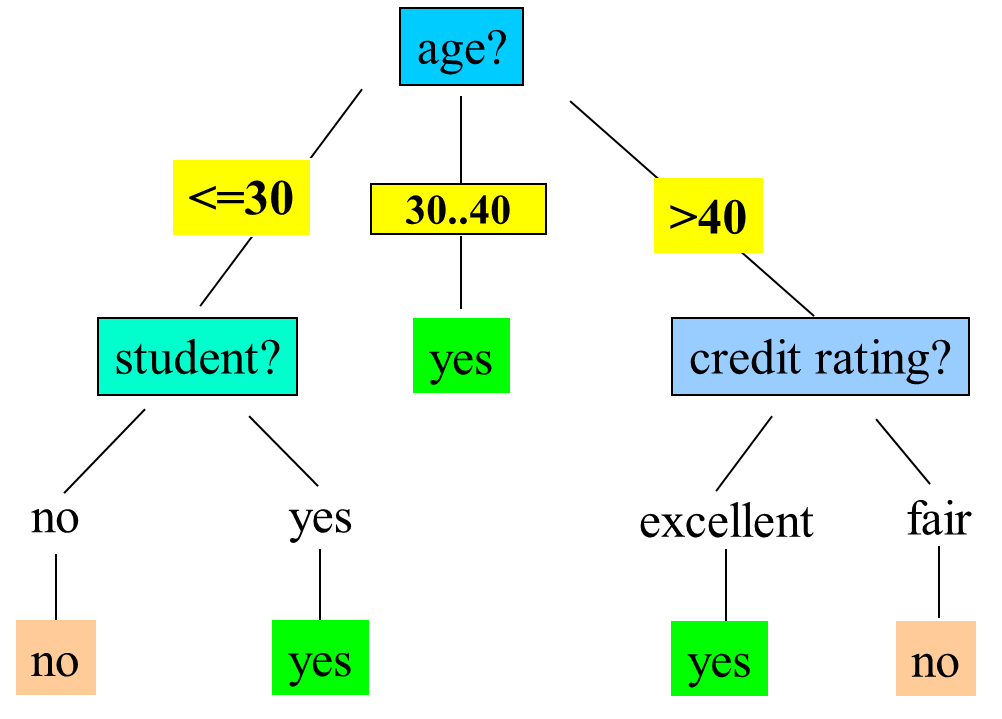 age?
<=30
30..40
>40
student?
yes
credit rating?
no
yes
excellent
fair
no
yes
yes
no